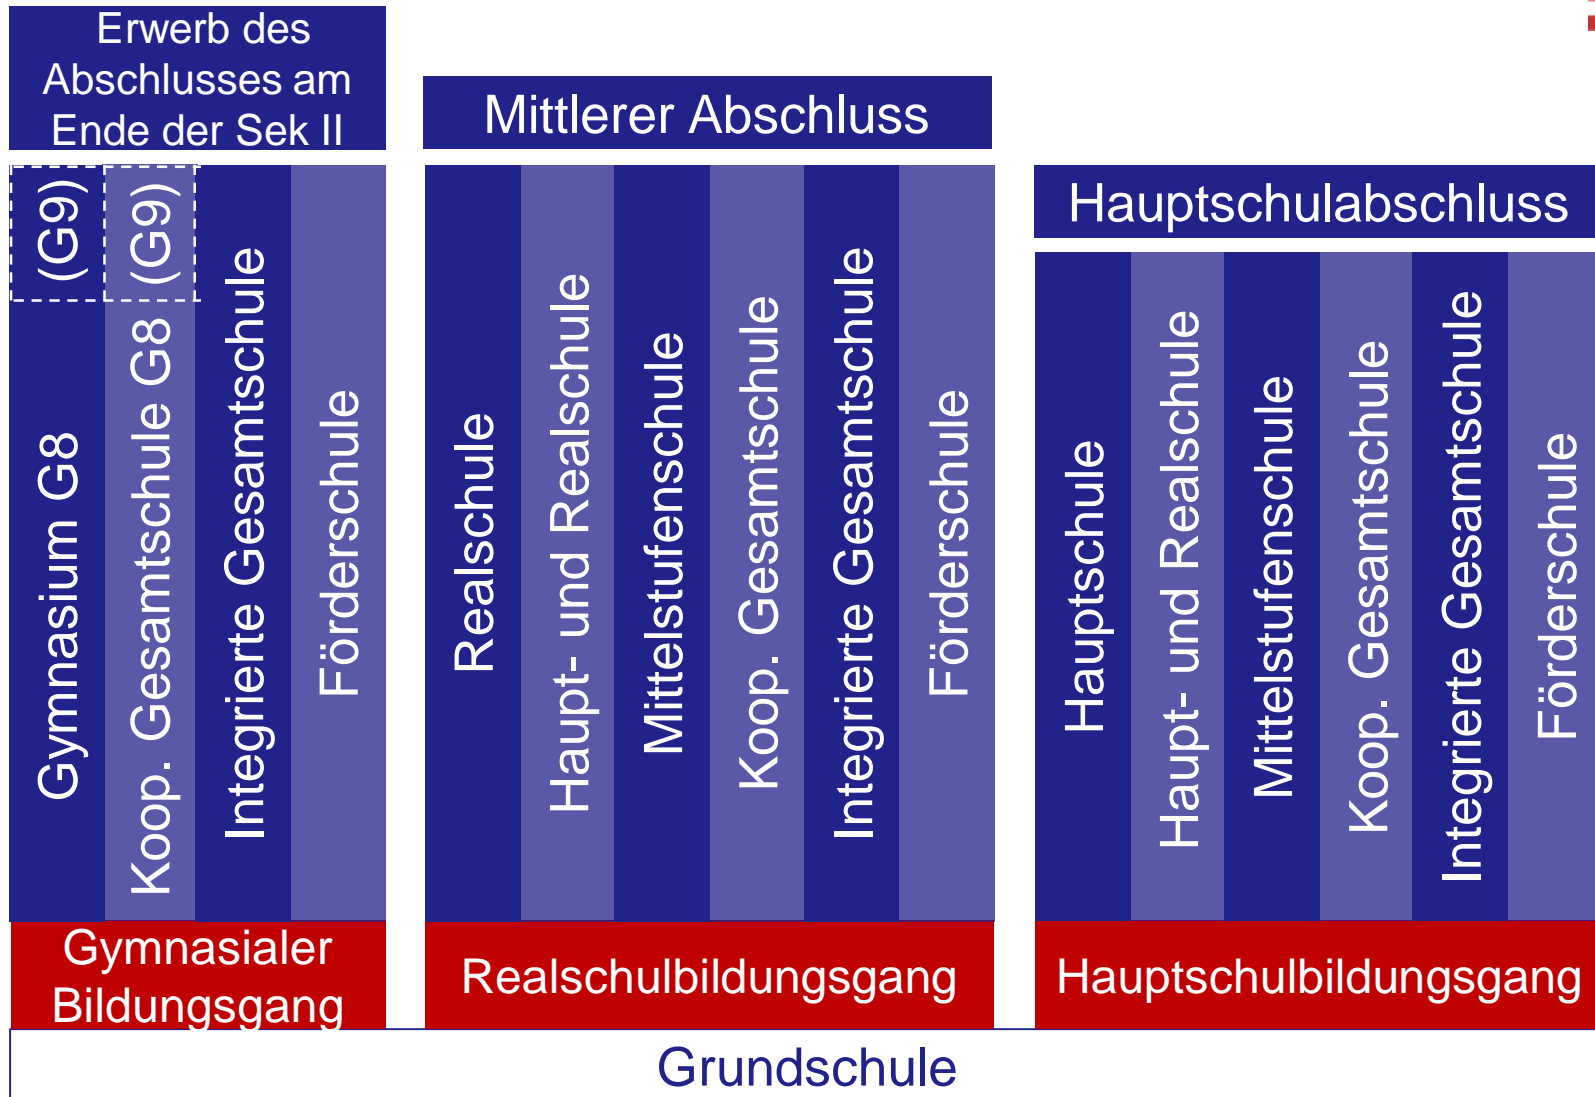 Erwerb des
Abschlusses am
Ende der Sek II
Mittlerer Abschluss
Hauptschulabschluss
Gymnasium G8 (G9)
Koop. Gesamtschule G8 (G9)
Integrierte Gesamtschule
Förderschule
Realschule
Haupt- und Realschule
Mittelstufenschule
Koop. Gesamtschule
Integrierte Gesamtschule
Förderschule
Hauptschule
Haupt- und Realschule
Mittelstufenschule
Koop. Gesamtschule
Integrierte Gesamtschule
Förderschule
Gymnasialer
Bildungsgang
Realschulbildungsgang
Hauptschulbildungsgang
Grundschule